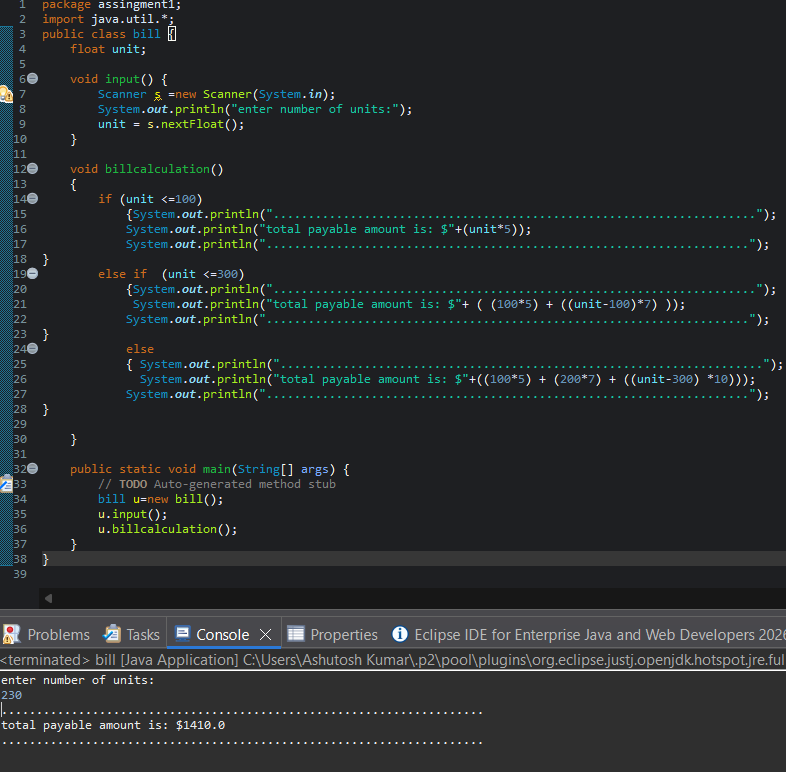 1 package assingment1;
2 import java.util.*;
3 public class bill {
4     float unit;
5
6     void input() {
7         Scanner s =new Scanner(System.in);
8         System.out.println("enter number of units:");
9         unit = s.nextFloat();
10     }
11
12     void billcalculation()
13     {
14         if (unit <=100)
15             {System.out.println(".....................................................................");
16             System.out.println("total payable amount is: $"+(unit*5));
17             System.out.println(".....................................................................");
18 }
19         else if  (unit <=300)
20             {System.out.println(".....................................................................");
21              System.out.println("total payable amount is: $"+ ( (100*5) + ((unit-100)*7) ));
22             System.out.println(".....................................................................");
23 }
24             else
25             { System.out.println(".....................................................................");
26               System.out.println("total payable amount is: $"+((100*5) + (200*7) + ((unit-300) *10)));
27             System.out.println(".....................................................................");
28 }
29
30     }
31
32     public static void main(String[] args) {
33         // TODO Auto-generated method stub
34         bill u=new bill();
35         u.input();
36         u.billcalculation();
37     }
38 }
39
Problems Tasks Console Properties Eclipse IDE for Enterprise Java and Web Developers 2026
<terminated> bill [Java Application] C:\Users\Ashutosh Kumar\.p2\pool\plugins\org.eclipse.justj.openjdk.hotspot.jre.ful
enter number of units:
230
.....................................................................
total payable amount is: $1410.0
.....................................................................